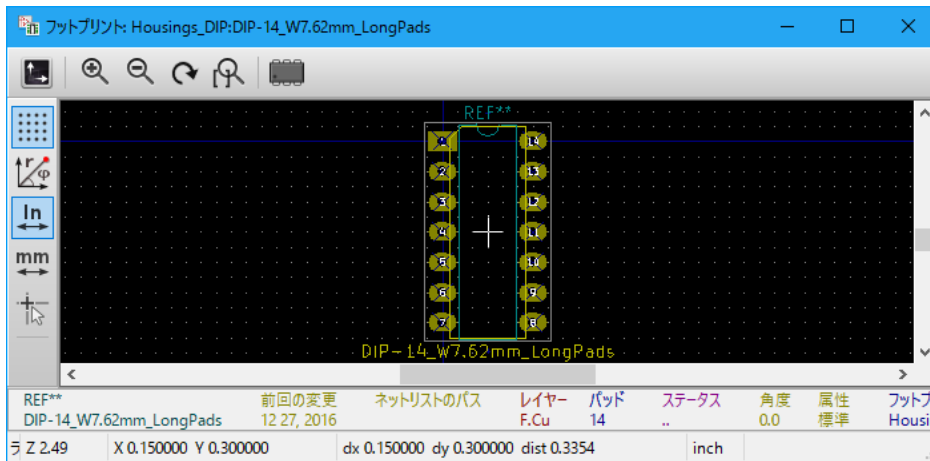 フットプリント: Housings_DIP:DIP-14_W7.62mm_LongPads
r
φ
In
mm
REF**
1 14
2 13
3 12
4 11
5 10
6 9
7 8
DIP-14_W7.62mm_LongPads
REF** 前回の変更 ネットリストのパス レイヤー パッド ステータス 角度 属性 フットプ
DIP-14_W7.62mm_LongPads 12 27, 2016 F.Cu 14 .. 0.0 標準 Housi
Z 2.49 X 0.150000 Y 0.300000 dx 0.150000 dy 0.300000 dist 0.3354 inch